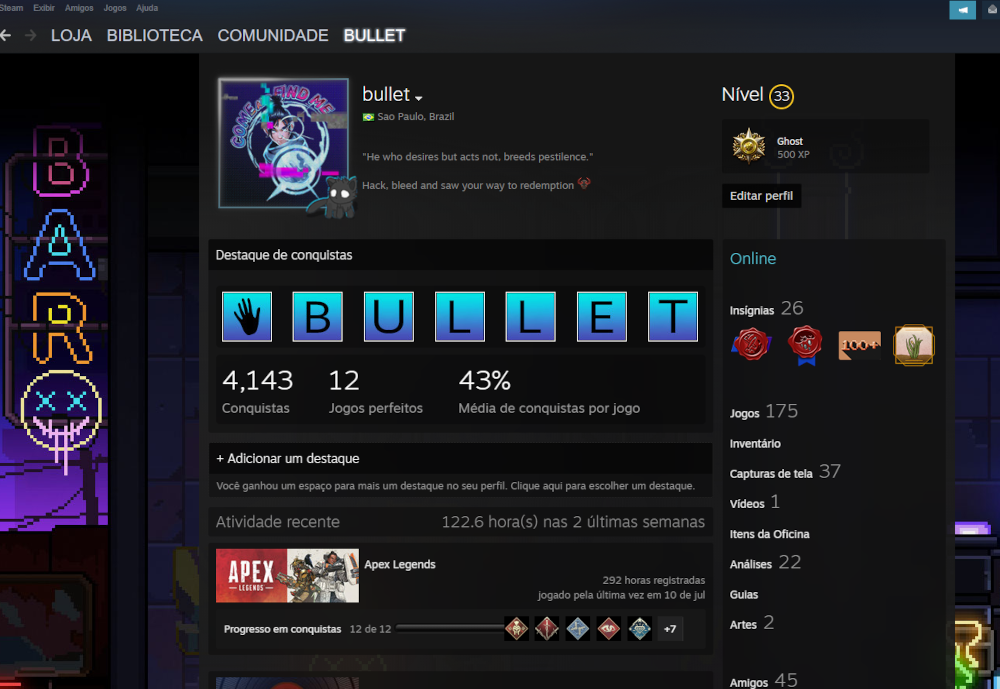 Steam Exibir Amigos Jogos Ajuda
LOJA BIBLIOTECA COMUNIDADE BULLET
COME & FIND ME
bullet
Sao Paulo, Brazil
"He who desires but acts not, breeds pestilence."
Hack, bleed and saw your way to redemption
Nível 33
Ghost
500 XP
Editar perfil
BAR
Destaque de conquistas
B U L L E T
4,143
Conquistas
12
Jogos perfeitos
43%
Média de conquistas por jogo
+ Adicionar um destaque
Você ganhou um espaço para mais um destaque no seu perfil. Clique aqui para escolher um destaque.
Atividade recente
122.6 hora(s) nas 2 últimas semanas
APEX
LEGENDS
Apex Legends
292 horas registradas
jogado pela última vez em 10 de jul
Progresso em conquistas 12 de 12
+7
Online
Insígnias 26
100+
Jogos 175
Inventário
Capturas de tela 37
Vídeos 1
Itens da Oficina
Análises 22
Guias
Artes 2
Amigos 45